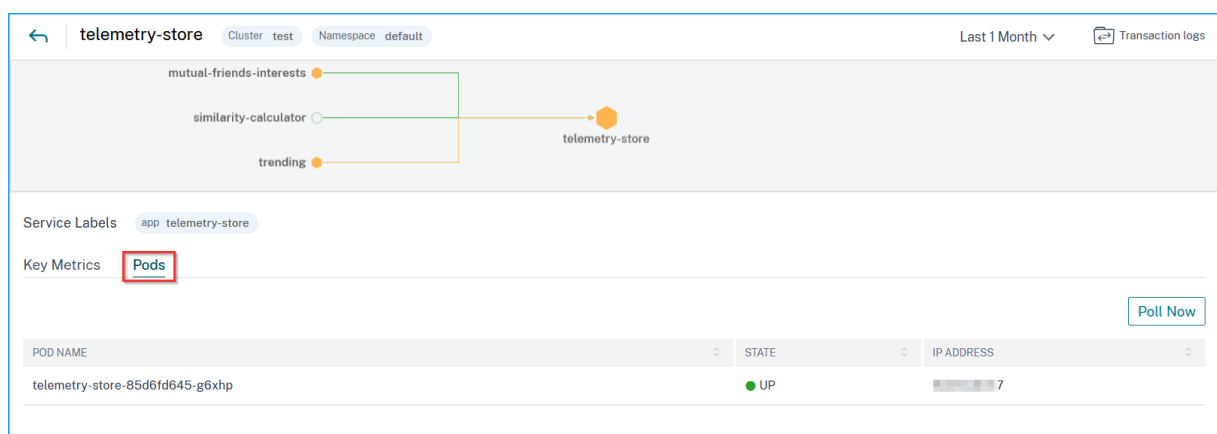 telemetry-store Cluster test Namespace default Last 1 Month Transaction logs
mutual-friends-interests
similarity-calculator
telemetry-store
trending
Service Labels app telemetry-store
Key Metrics Pods
Poll Now
POD NAME STATE IP ADDRESS
telemetry-store-85d6fd645-g6xhp UP 7